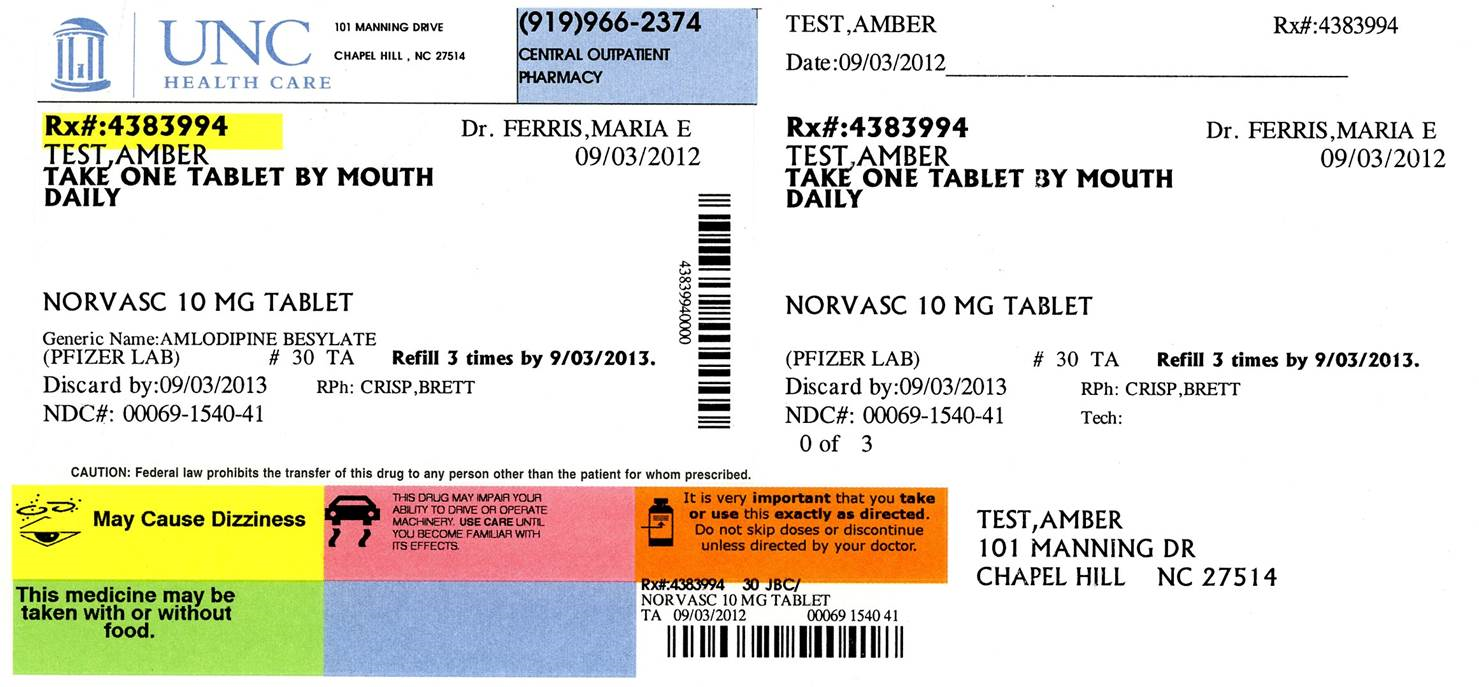 UNC
HEALTH CARE
101 MANNING DRIVE
CHAPEL HILL , NC 27514
(919)966-2374
CENTRAL OUTPATIENT
PHARMACY
Rx#:4383994
Dr. FERRIS,MARIA E
TEST,AMBER
09/03/2012
TAKE ONE TABLET BY MOUTH
DAILY
43839940000
NORVASC 10 MG TABLET
Generic Name:AMLODIPINE BESYLATE
(PFIZER LAB) # 30 TA Refill 3 times by 9/03/2013.
Discard by:09/03/2013 RPh: CRISP,BRETT
NDC#: 00069-1540-41
CAUTION: Federal law prohibits the transfer of this drug to any person other than the patient for whom prescribed.
TEST,AMBER Rx#:4383994
Date:09/03/2012
Rx#:4383994
Dr. FERRIS,MARIA E
TEST,AMBER
09/03/2012
TAKE ONE TABLET BY MOUTH
DAILY
NORVASC 10 MG TABLET
(PFIZER LAB) # 30 TA Refill 3 times by 9/03/2013.
Discard by:09/03/2013 RPh: CRISP,BRETT
NDC#: 00069-1540-41 Tech:
0 of 3
May Cause Dizziness
THIS DRUG MAY IMPAIR YOUR
ABILITY TO DRIVE OR OPERATE
MACHINERY. USE CARE UNTIL
YOU BECOME FAMILIAR WITH
ITS EFFECTS.
It is very important that you take
or use this exactly as directed.
Do not skip doses or discontinue
unless directed by your doctor.
This medicine may be
taken with or without
food.
Rx#:4383994 30 JBC/
NORVASC 10 MG TABLET
TA 09/03/2012 00069 1540 41
TEST,AMBER
101 MANNING DR
CHAPEL HILL NC 27514